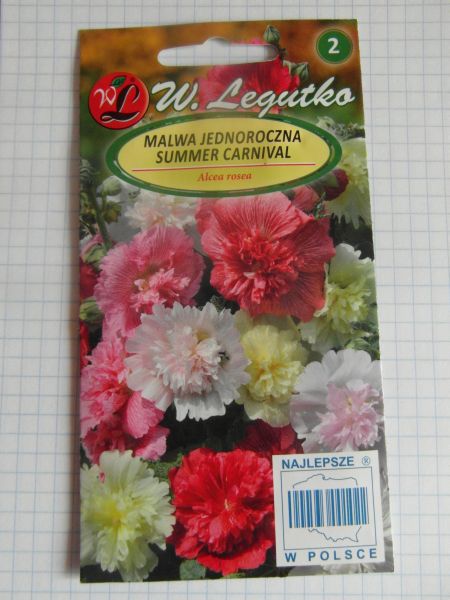 2
WL
W. Legutko
MALWA JEDNOROCZNA
SUMMER CARNIVAL
Alcea rosea
NAJLEPSZE ®
W POLSCE